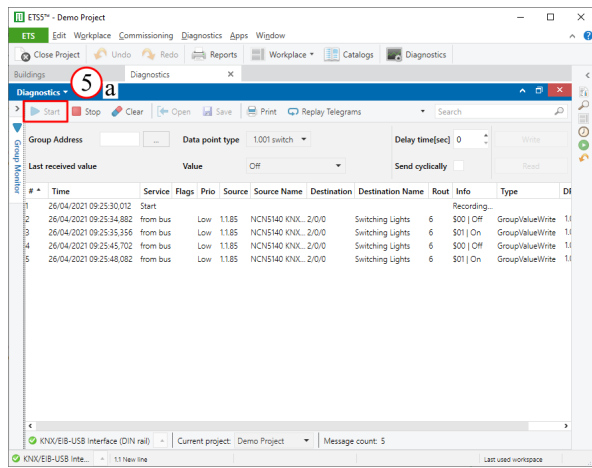 ETS5™ - Demo Project
ETS Edit Workplace Commissioning Diagnostics Apps Window
Close Project Undo Redo Reports Workplace Catalogs Diagnostics
Buildings Diagnostics
5 a
Diagnostics
Start Stop Clear Open Save Print Replay Telegrams Search
Group Monitor
Group Address ... Data point type 1.001 switch Delay time[sec] 0 Write
Last received value Value Off Send cyclically Read
# Time Service Flags Prio Source Source Name Destination Destination Name Rout Info Type DP
1 26/04/2021 09:25:30,012 Start Recording...
2 26/04/2021 09:25:34,882 from bus Low 1.1.85 NCN5140 KNX... 2/0/0 Switching Lights 6 $00 | Off GroupValueWrite 1.0
3 26/04/2021 09:25:35,356 from bus Low 1.1.85 NCN5140 KNX... 2/0/0 Switching Lights 6 $01 | On GroupValueWrite 1.0
4 26/04/2021 09:25:45,702 from bus Low 1.1.85 NCN5140 KNX... 2/0/0 Switching Lights 6 $00 | Off GroupValueWrite 1.0
5 26/04/2021 09:25:48,082 from bus Low 1.1.85 NCN5140 KNX... 2/0/0 Switching Lights 6 $01 | On GroupValueWrite 1.0
KNX/EIB-USB Interface (DIN rail) Current project: Demo Project Message count: 5
KNX/EIB-USB Inte... 1.1 New line Last used workspace